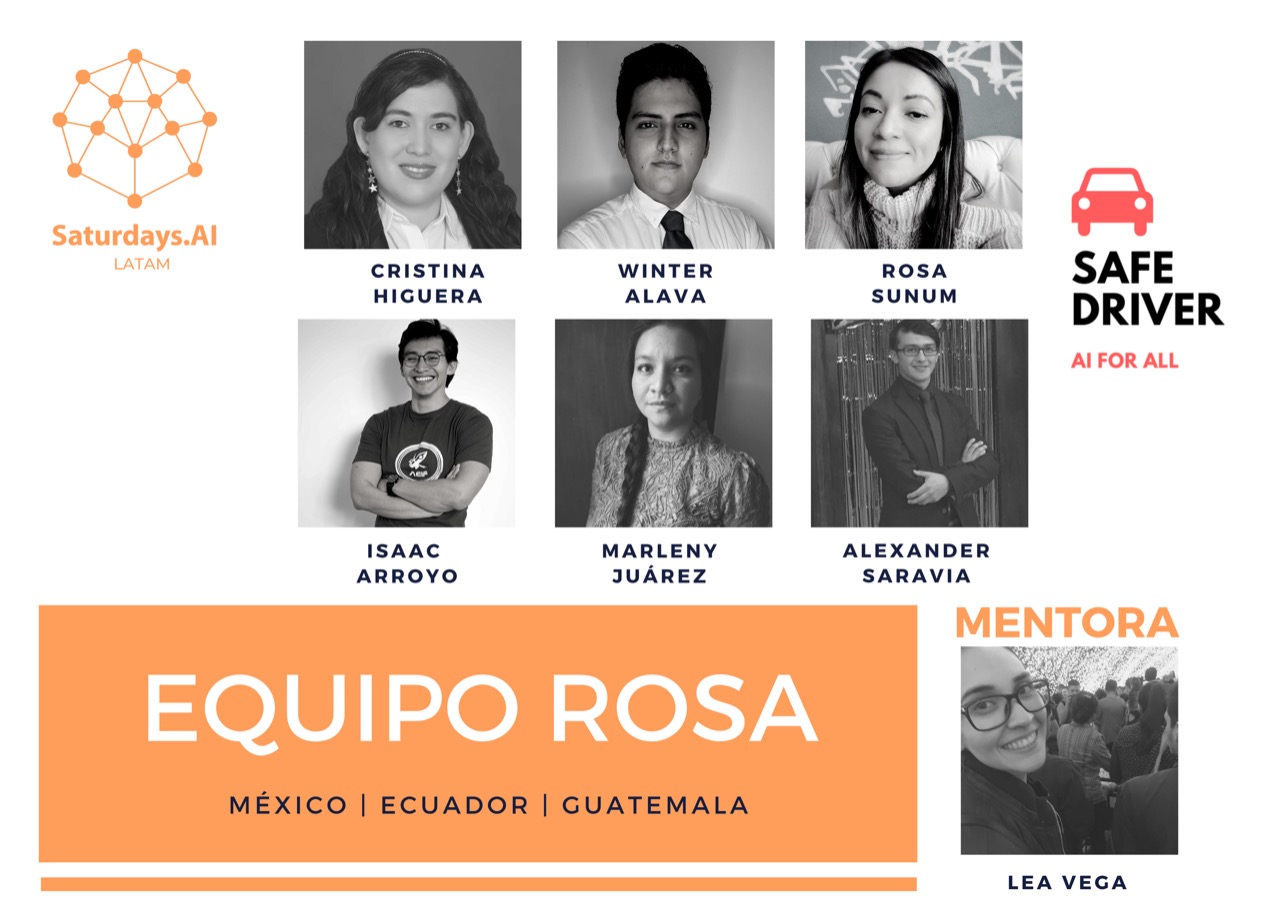 Saturdays.AI
LATAM
CRISTINA
HIGUERA
WINTER
ALAVA
ROSA
SUNUM
SAFE
DRIVER
AI FOR ALL
ISAAC
ARROYO
MARLENY
JUÁREZ
ALEXANDER
SARAVIA
EQUIPO ROSA
MÉXICO | ECUADOR | GUATEMALA
MENTORA
LEA VEGA